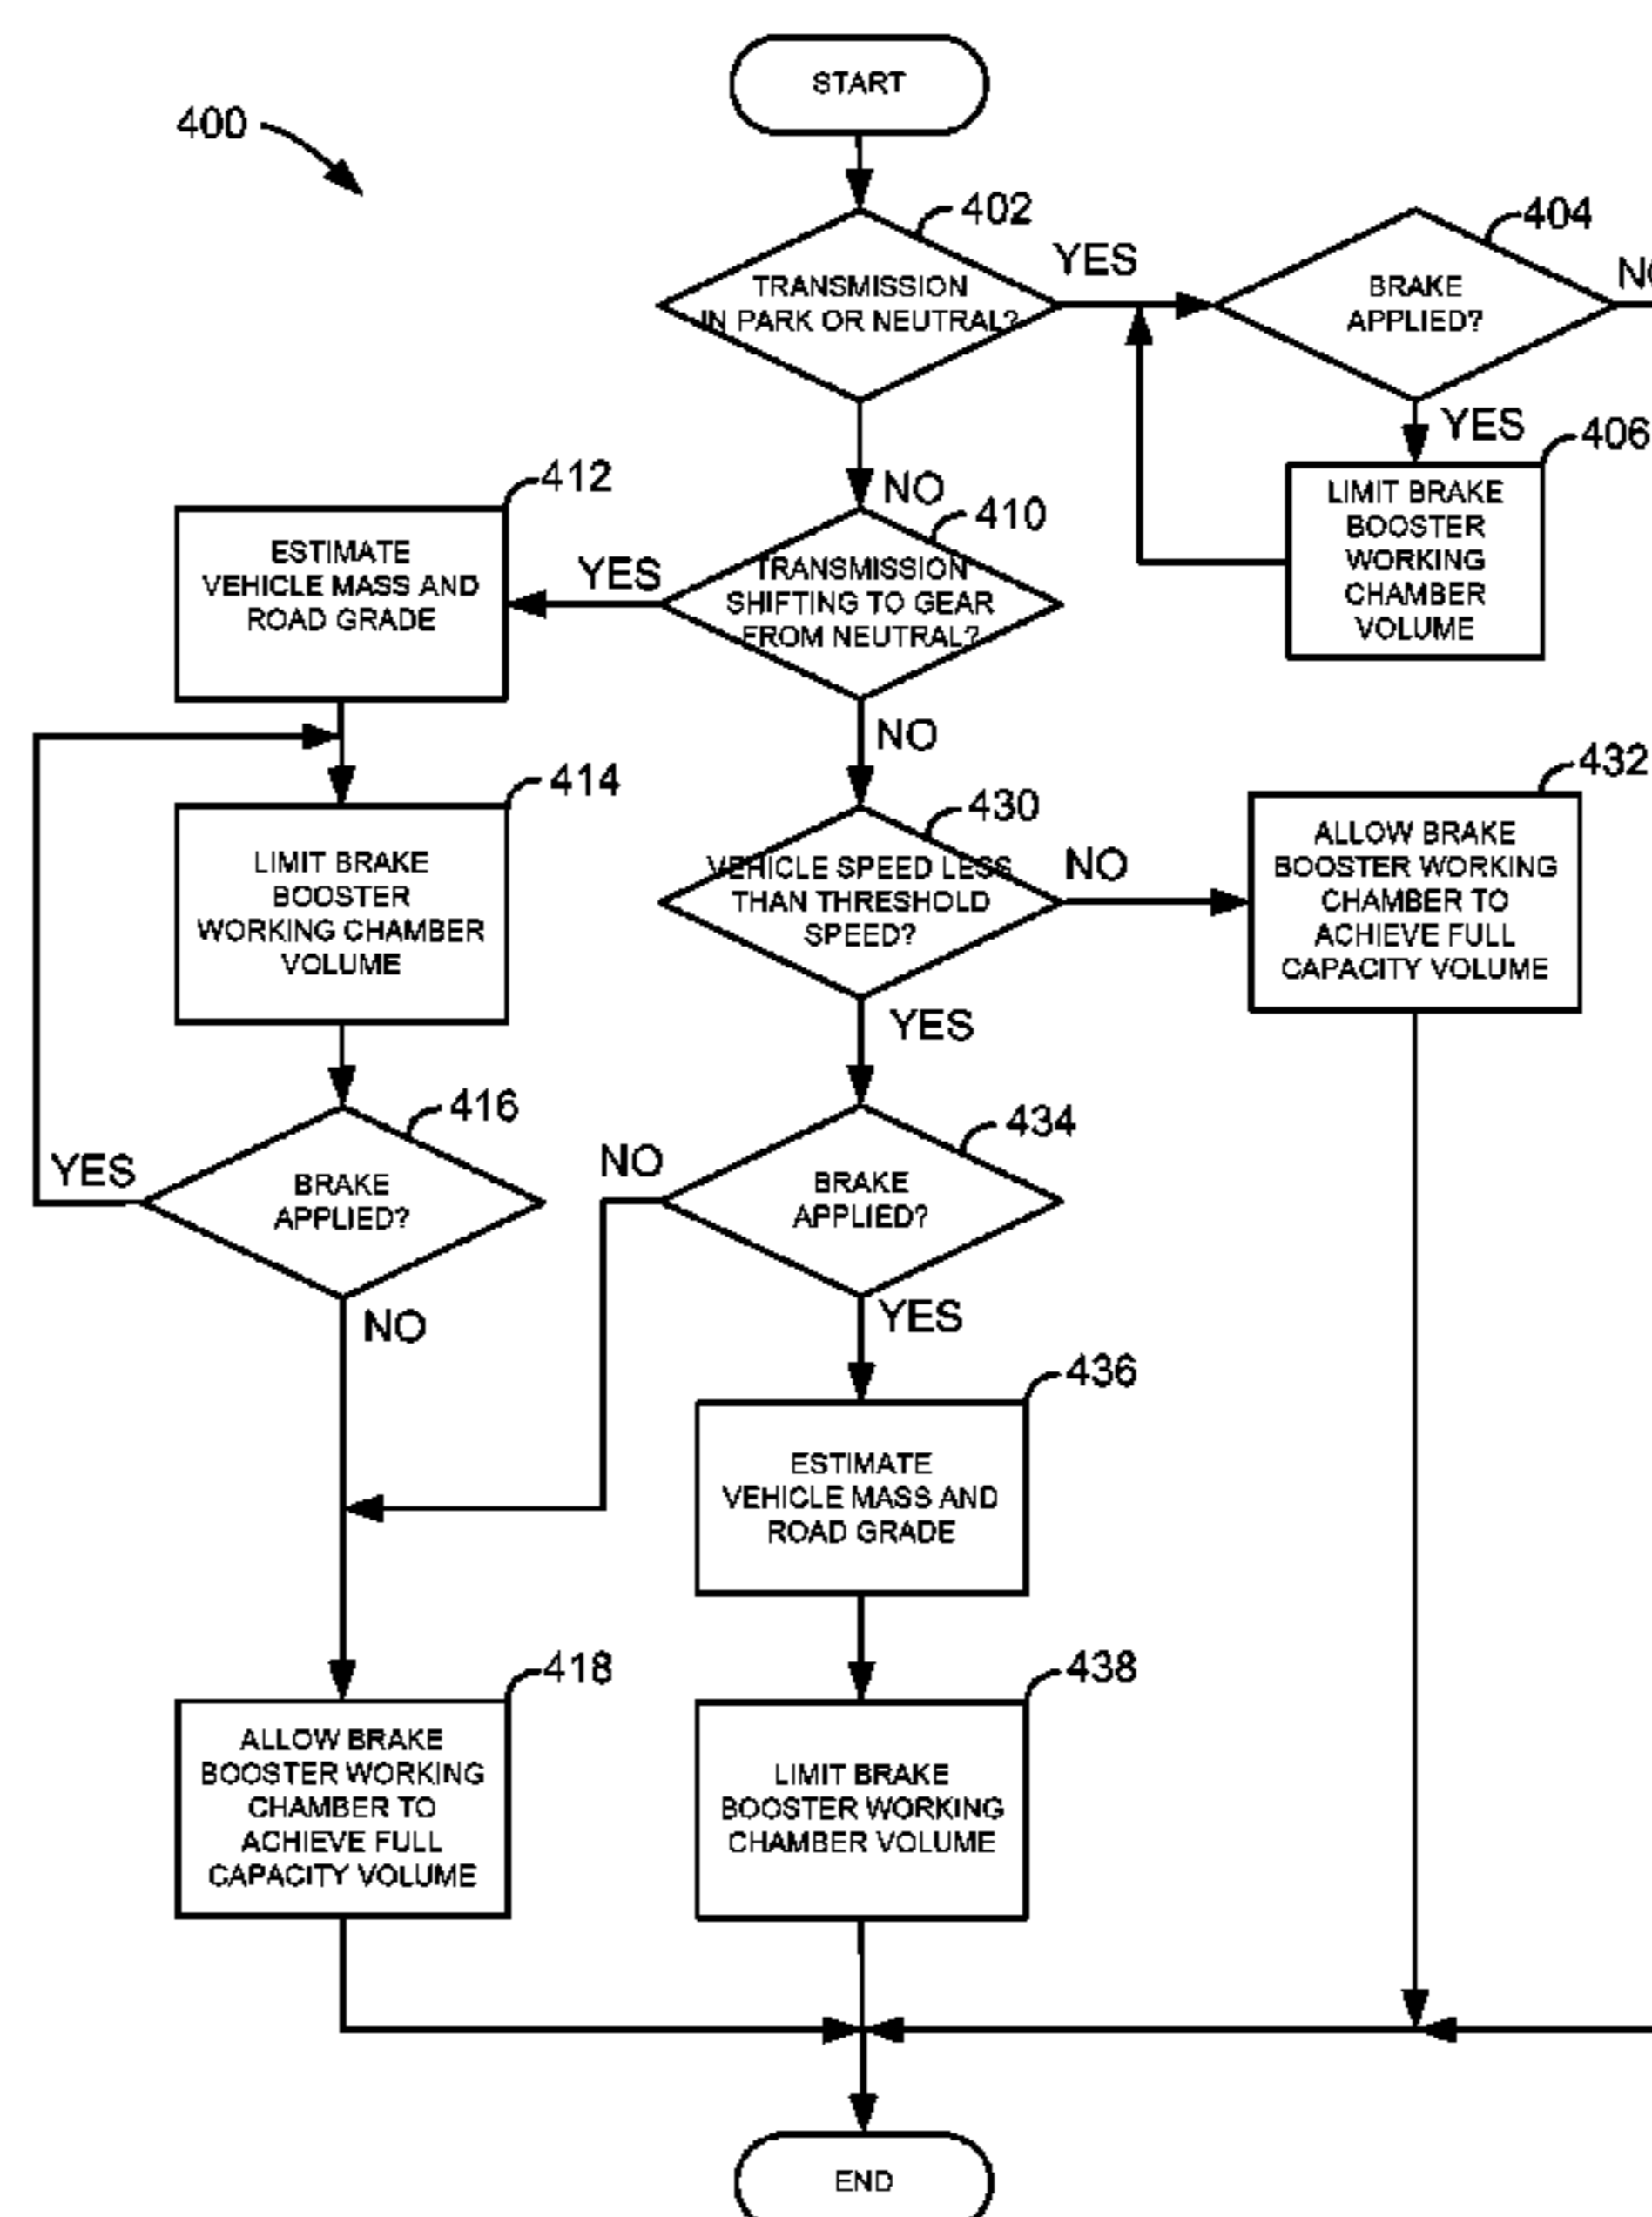 START
400
402
404
YES
NO
TRANSMISSION
IN PARK OR NEUTRAL?
BRAKE
APPLIED?
YES
406
NO
LIMIT BRAKE
BOOSTER
WORKING
CHAMBER
VOLUME
412
410
ESTIMATE
VEHICLE MASS AND
ROAD GRADE
YES
TRANSMISSION
SHIFTING TO GEAR
FROM NEUTRAL?
NO
414
430
432
LIMIT BRAKE
BOOSTER
WORKING CHAMBER
VOLUME
VEHICLE SPEED LESS
THAN THRESHOLD
SPEED?
NO
ALLOW BRAKE
BOOSTER WORKING
CHAMBER TO
ACHIEVE FULL
CAPACITY VOLUME
YES
416
434
YES
BRAKE
APPLIED?
NO
BRAKE
APPLIED?
NO
YES
436
ESTIMATE
VEHICLE MASS AND
ROAD GRADE
418
438
ALLOW BRAKE
BOOSTER WORKING
CHAMBER TO
ACHIEVE FULL
CAPACITY VOLUME
LIMIT BRAKE
BOOSTER WORKING
CHAMBER VOLUME
END